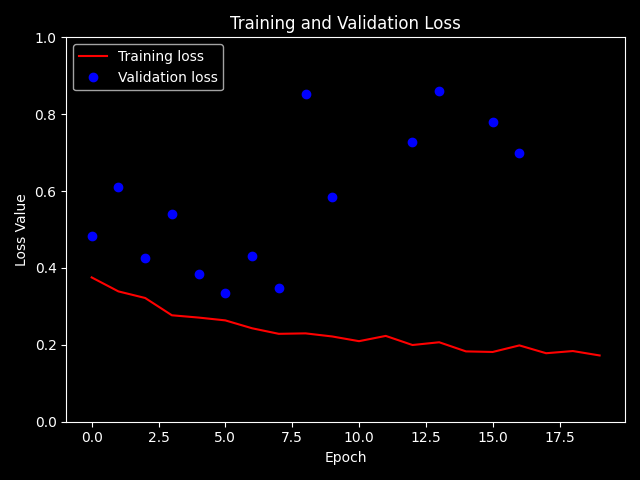 Training and Validation Loss
Training loss
Validation loss
1.0
0.8
0.6
0.4
0.2
0.0
Loss Value
0.0 2.5 5.0 7.5 10.0 12.5 15.0 17.5
Epoch